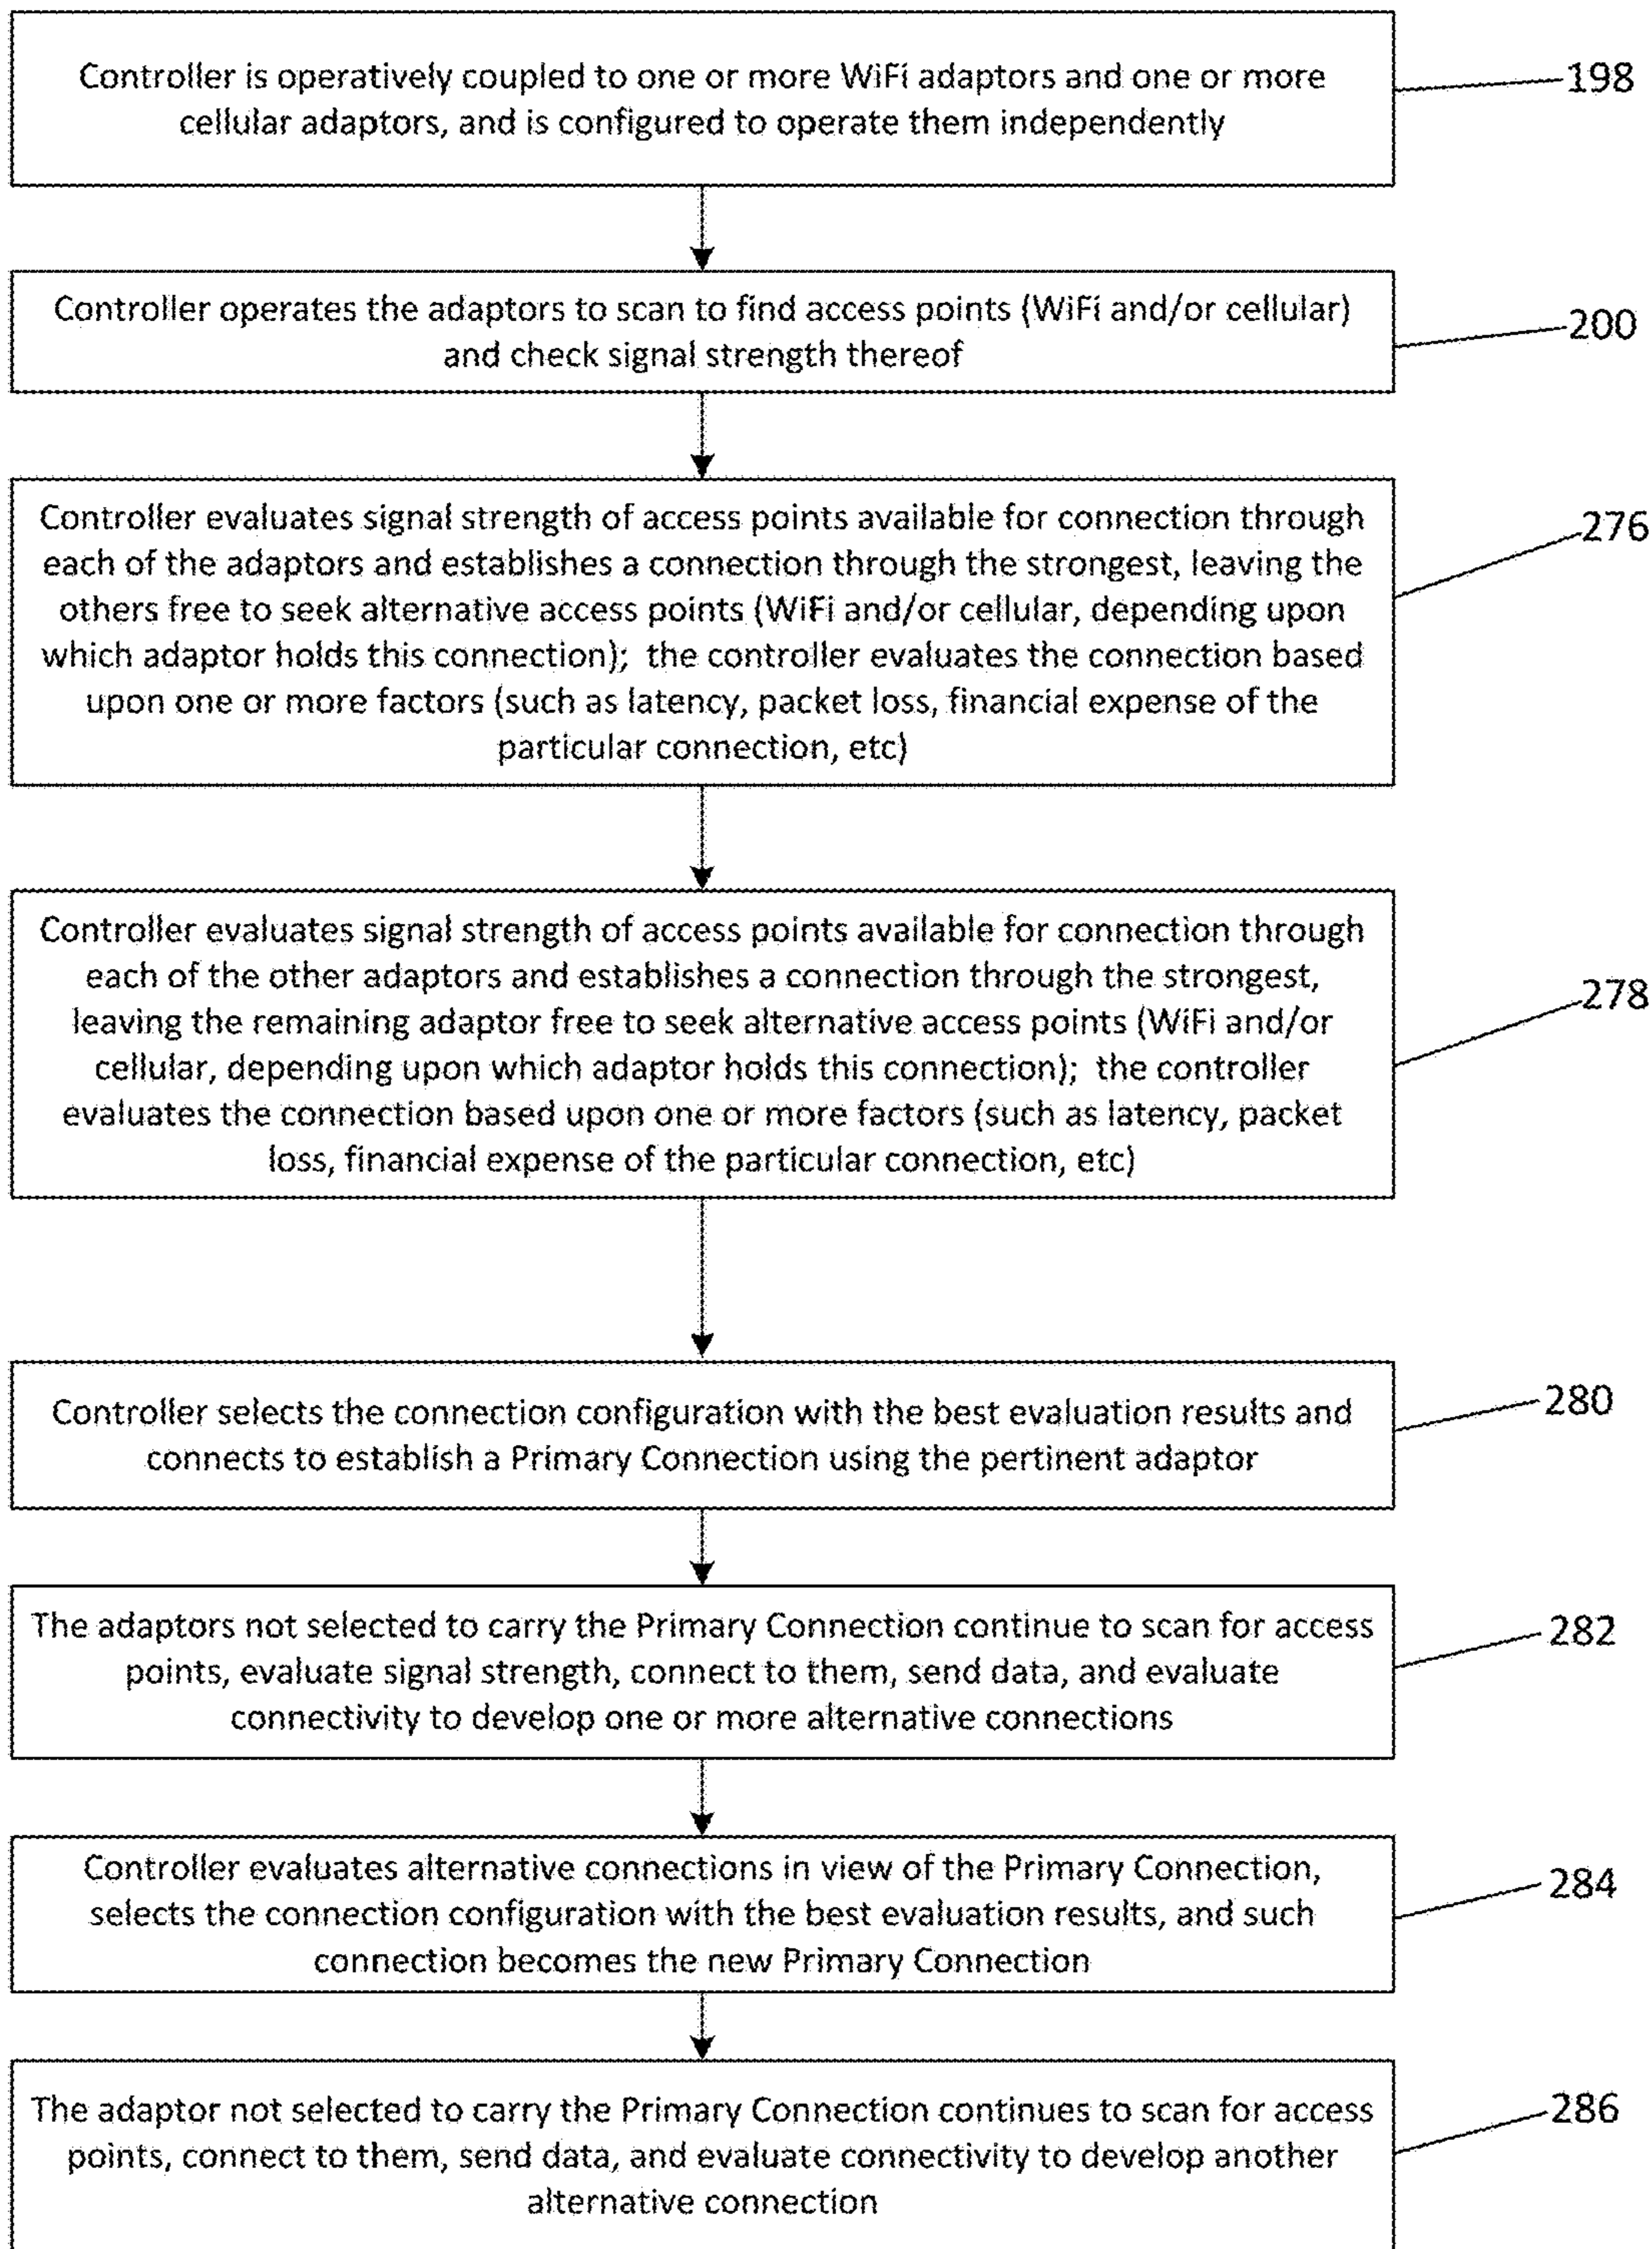 Controller is operatively coupled to one or more WiFi adaptors and one or more
cellular adaptors, and is configured to operate them independently
198
Controller operates the adaptors to scan to find access points (WiFi and/or cellular)
and check signal strength thereof
200
Controller evaluates signal strength of access points available for connection through
each of the adaptors and establishes a connection through the strongest, leaving the
others free to seek alternative access points (WiFi and/or cellular, depending upon
which adaptor holds this connection); the controller evaluates the connection based
upon one or more factors (such as latency, packet loss, financial expense of the
particular connection, etc)
276
Controller evaluates signal strength of access points available for connection through
each of the other adaptors and establishes a connection through the strongest,
leaving the remaining adaptor free to seek alternative access points (WiFi and/or
cellular, depending upon which adaptor holds this connection); the controller
evaluates the connection based upon one or more factors (such as latency, packet
loss, financial expense of the particular connection, etc)
278
Controller selects the connection configuration with the best evaluation results and
connects to establish a Primary Connection using the pertinent adaptor
280
The adaptors not selected to carry the Primary Connection continue to scan for access
points, evaluate signal strength, connect to them, send data, and evaluate
connectivity to develop one or more alternative connections
282
Controller evaluates alternative connections in view of the Primary Connection,
selects the connection configuration with the best evaluation results, and such
connection becomes the new Primary Connection
284
The adaptor not selected to carry the Primary Connection continues to scan for access
points, connect to them, send data, and evaluate connectivity to develop another
alternative connection
286